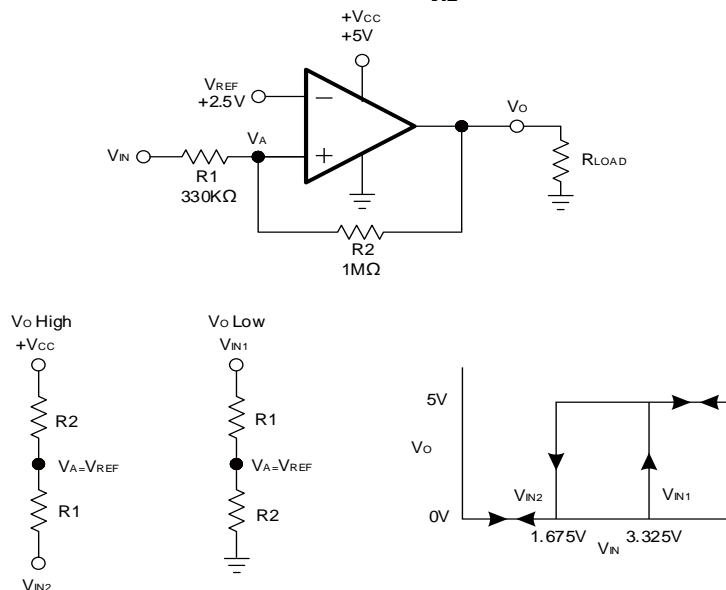 +VCC
+5V
VREF
+2.5V
VO
VA
VIN
R1
330KΩ
RLOAD
R2
1MΩ
VO High
+VCC
R2
VA=VREF
R1
VIN2
VO Low
VIN1
R1
VA=VREF
R2
5V
VO
0V
VIN2
VIN1
1.675V
3.325V
VIN